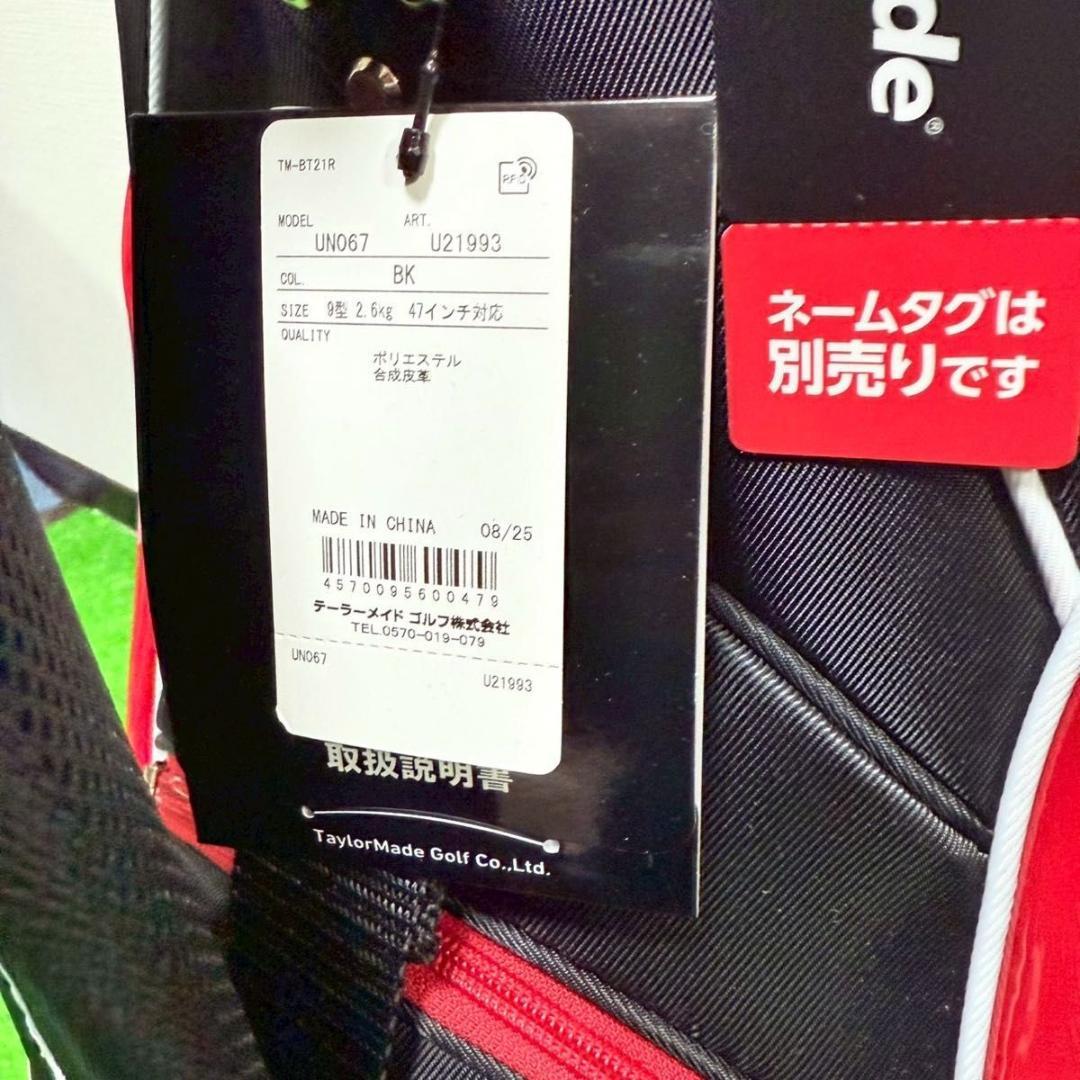 de®
TM-BT21R
RFID
MODEL ART.
UN067 U21993
COL. BK
SIZE 9型 2.6kg 47インチ対応
QUALITY
ポリエステル
合成皮革
MADE IN CHINA 08/25
4570095600479
テーラーメイド ゴルフ株式会社
TEL.0570-019-079
UN067
U21993
取扱説明書
TaylorMade Golf Co.,Ltd.
ネームタグは
別売りです